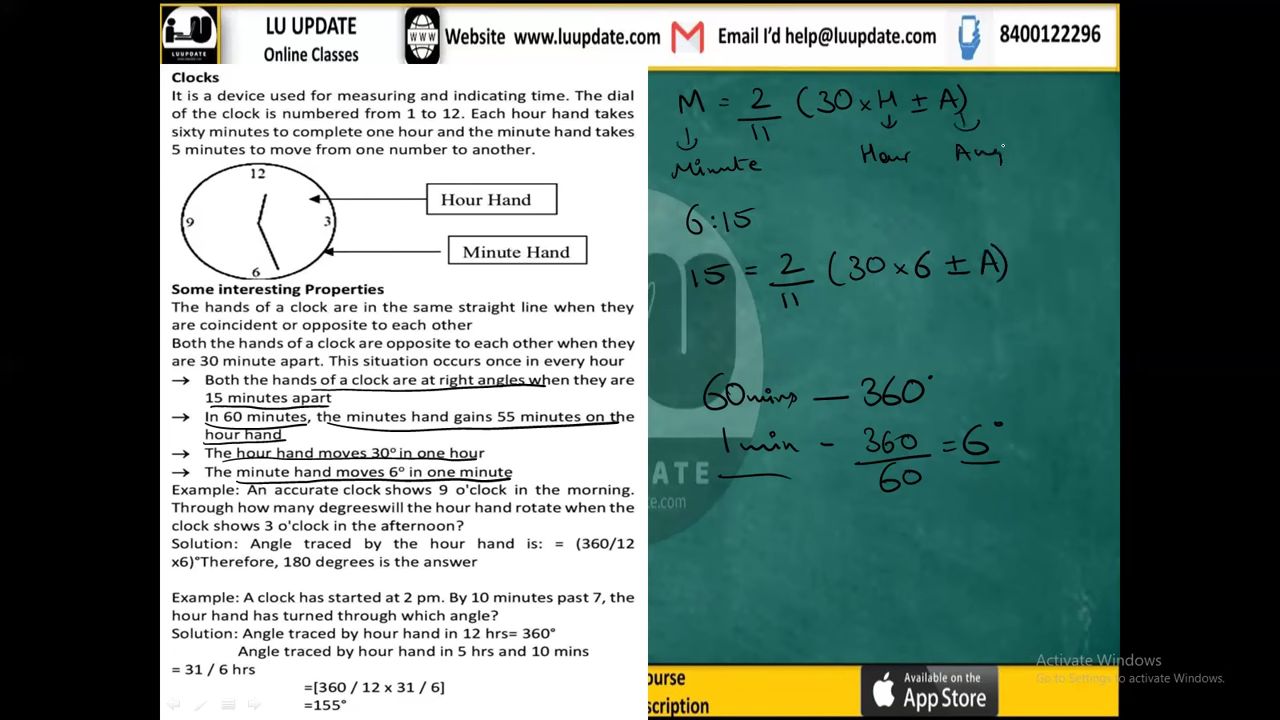 LU UPDATE
Online Classes
LUUPDATE
WWW
Website www.luupdate.com
Email I'd help@luupdate.com
8400122296
Clocks
It is a device used for measuring and indicating time. The dial
of the clock is numbered from 1 to 12. Each hour hand takes
sixty minutes to complete one hour and the minute hand takes
5 minutes to move from one number to another.
12
9
3
6
Hour Hand
Minute Hand
Some interesting Properties
The hands of a clock are in the same straight line when they
are coincident or opposite to each other
Both the hands of a clock are opposite to each other when they
are 30 minute apart. This situation occurs once in every hour
→ Both the hands of a clock are at right angles when they are
15 minutes apart
→ In 60 minutes, the minutes hand gains 55 minutes on the
hour hand
→ The hour hand moves 30° in one hour
→ The minute hand moves 6° in one minute
Example: An accurate clock shows 9 o'clock in the morning.
Through how many degreeswill the hour hand rotate when the
clock shows 3 o'clock in the afternoon?
Solution: Angle traced by the hour hand is: = (360/12
x6)°Therefore, 180 degrees is the answer
Example: A clock has started at 2 pm. By 10 minutes past 7, the
hour hand has turned through which angle?
Solution: Angle traced by hour hand in 12 hrs= 360°
Angle traced by hour hand in 5 hrs and 10 mins
= 31 / 6 hrs
=[360 / 12 x 31 / 6]
=155°
M = 2/11 (30 × H ± A)
Minute Hour Ang
6:15
15 = 2/11 (30 × 6 ± A)
60 mins — 360°
1 min - 360/60 = 6°
ATE
e.com
ourse
scription
Available on the
App Store
Activate Windows
Go to Settings to activate Windows.